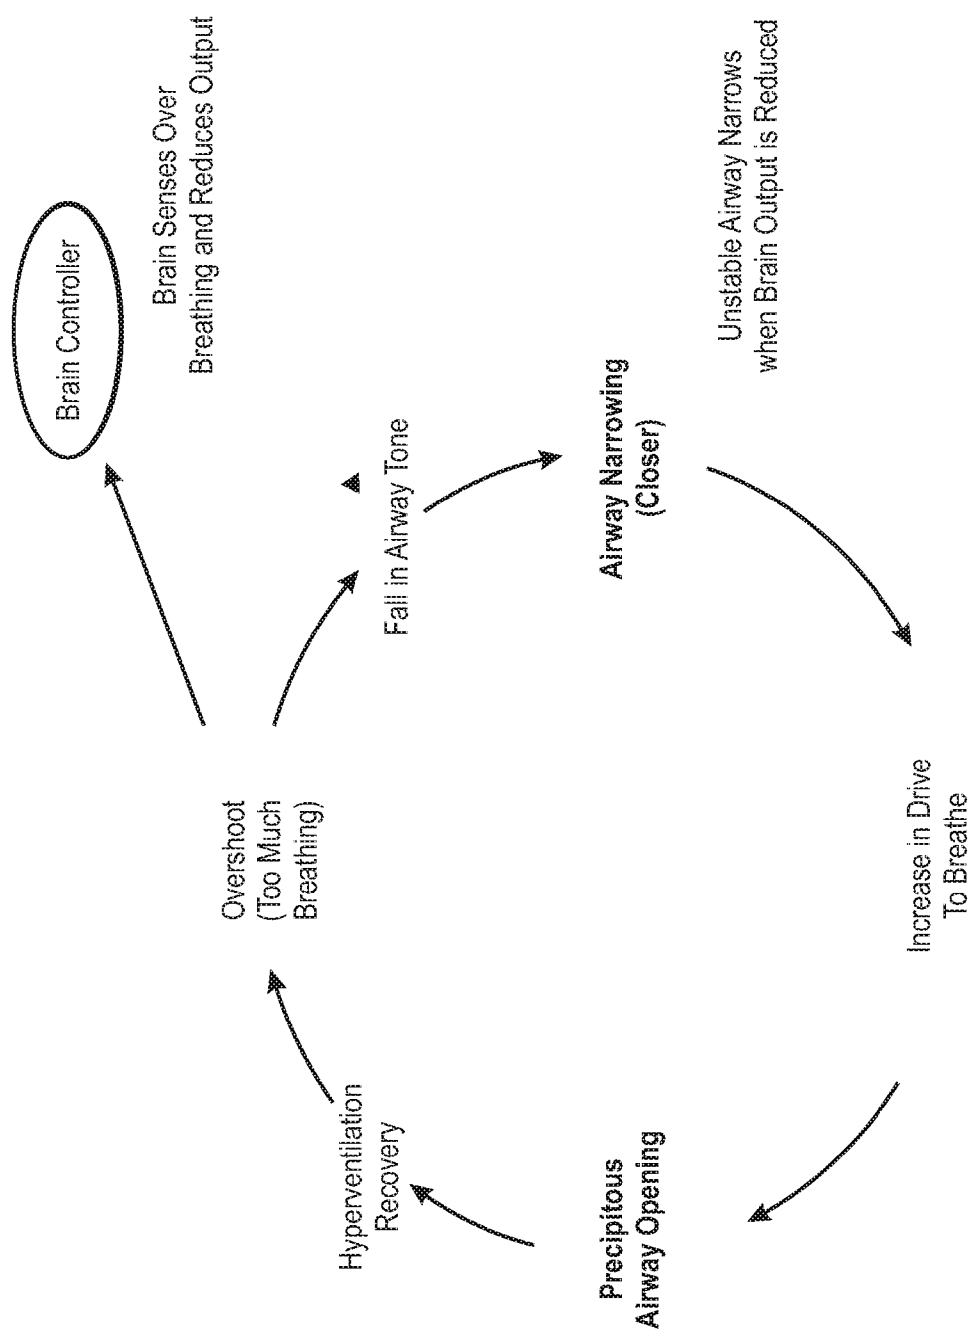 Brain Controller
Brain Senses Over
Breathing and Reduces Output
Overshoot
(Too Much
Breathing)
Fall in Airway Tone
Hyperventilation
Recovery
Airway Narrowing
(Closer)
Unstable Airway Narrows
when Brain Output is Reduced
Precipitous
Airway Opening
Increase in Drive
To Breathe